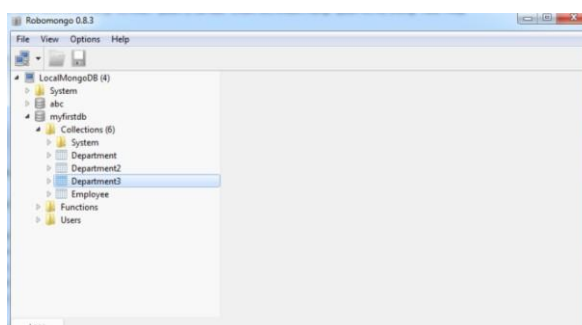 Robomongo 0.8.3
File View Options Help
LocalMongoDB (4)
System
abc
myfirstdb
Collections (6)
System
Department
Department2
Department3
Employee
Functions
Users